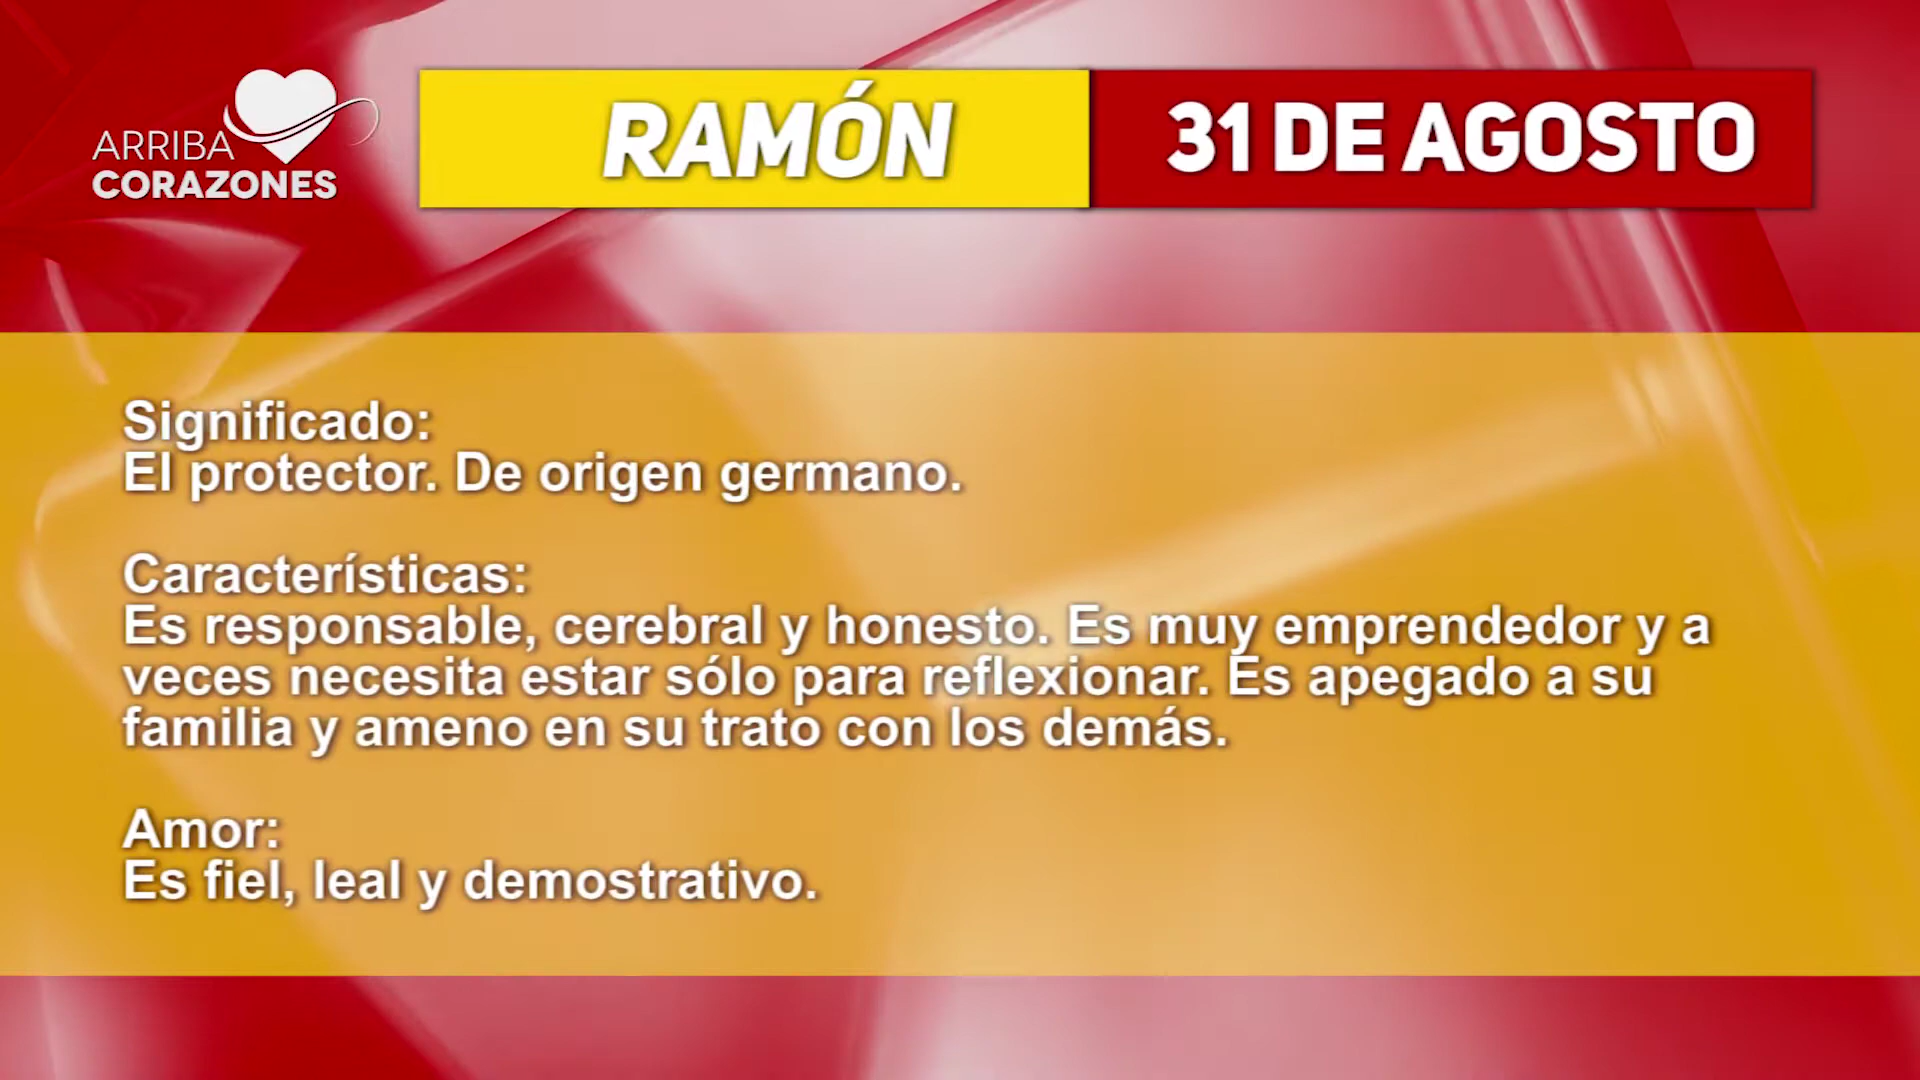 ARRIBA
CORAZONES
RAMÓN
31 DE AGOSTO
Significado:
El protector. De origen germano.
Características:
Es responsable, cerebral y honesto. Es muy emprendedor y a
veces necesita estar sólo para reflexionar. Es apegado a su
familia y ameno en su trato con los demás.
Amor:
Es fiel, leal y demostrativo.